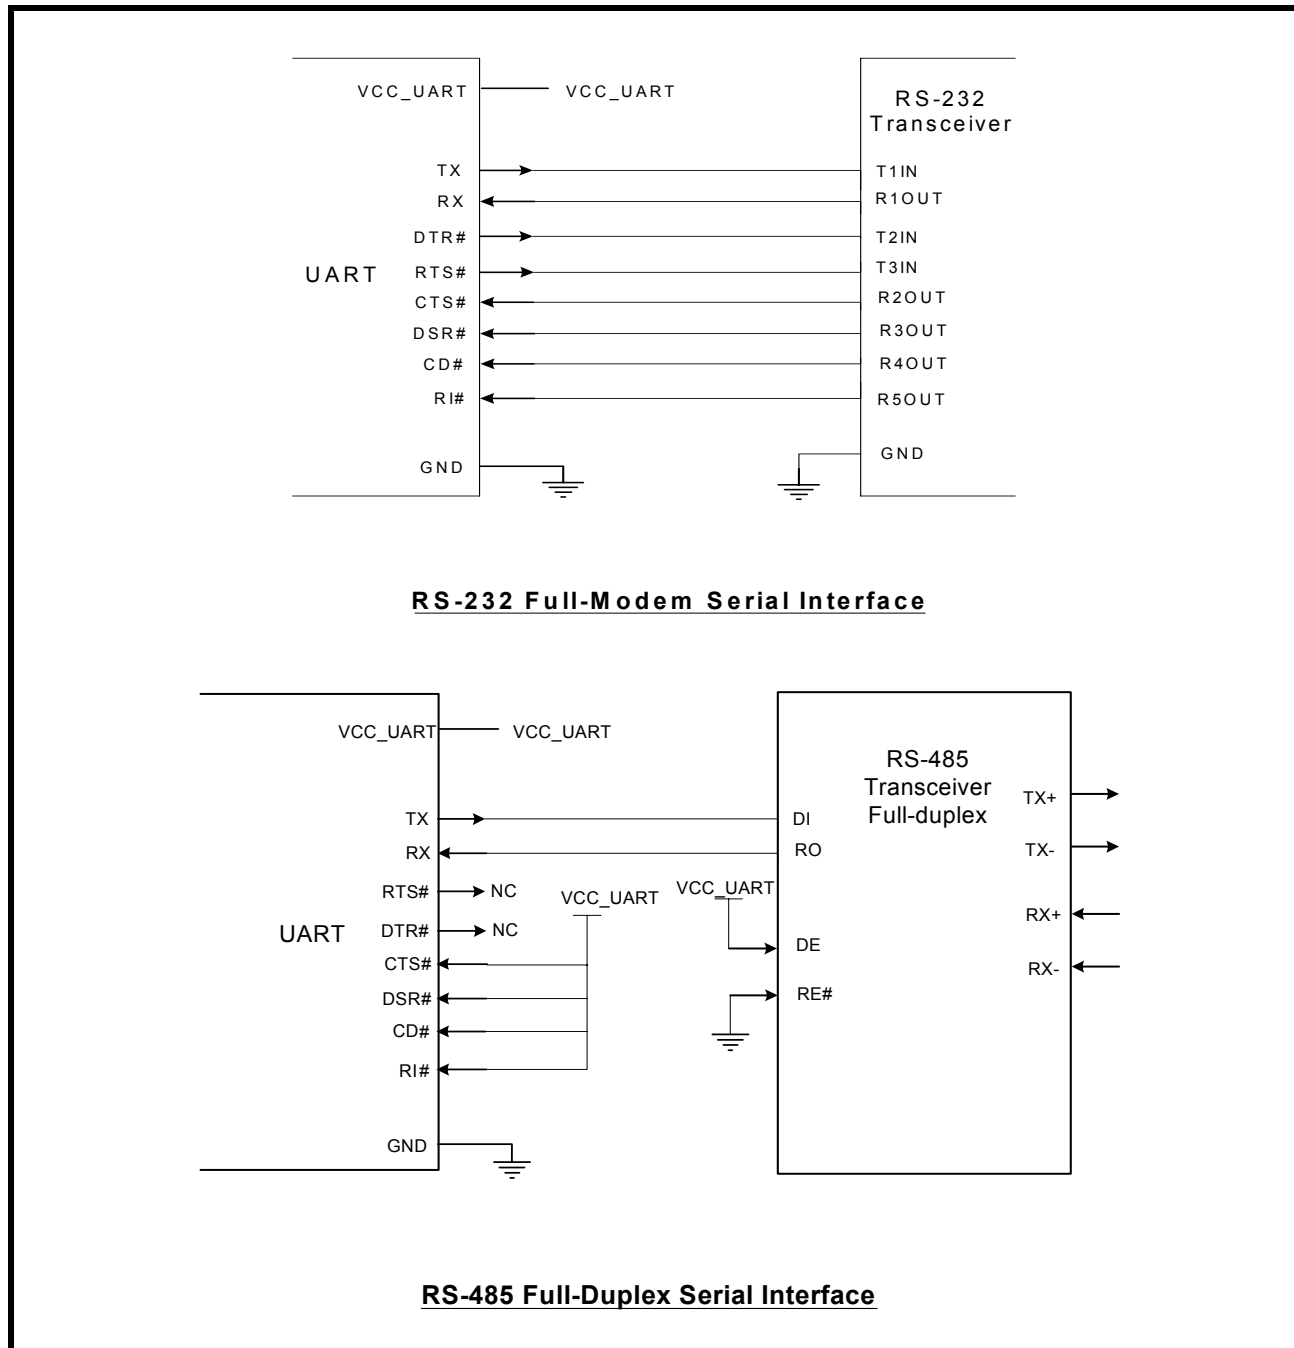 VCC_UART VCC_UART
RS-232
Transceiver
TX T1IN
RX R1OUT
DTR# T2IN
UART RTS# T3IN
CTS# R2OUT
DSR# R3OUT
CD# R4OUT
RI# R5OUT
GND GND
RS-232 Full-Modem Serial Interface
VCC_UART VCC_UART
RS-485
Transceiver
Full-duplex
TX+
TX DI
RX RO TX-
RTS# NC VCC_UART VCC_UART
RX+
UART DTR# NC DE
CTS# RX-
DSR# RE#
CD#
RI#
GND
RS-485 Full-Duplex Serial Interface